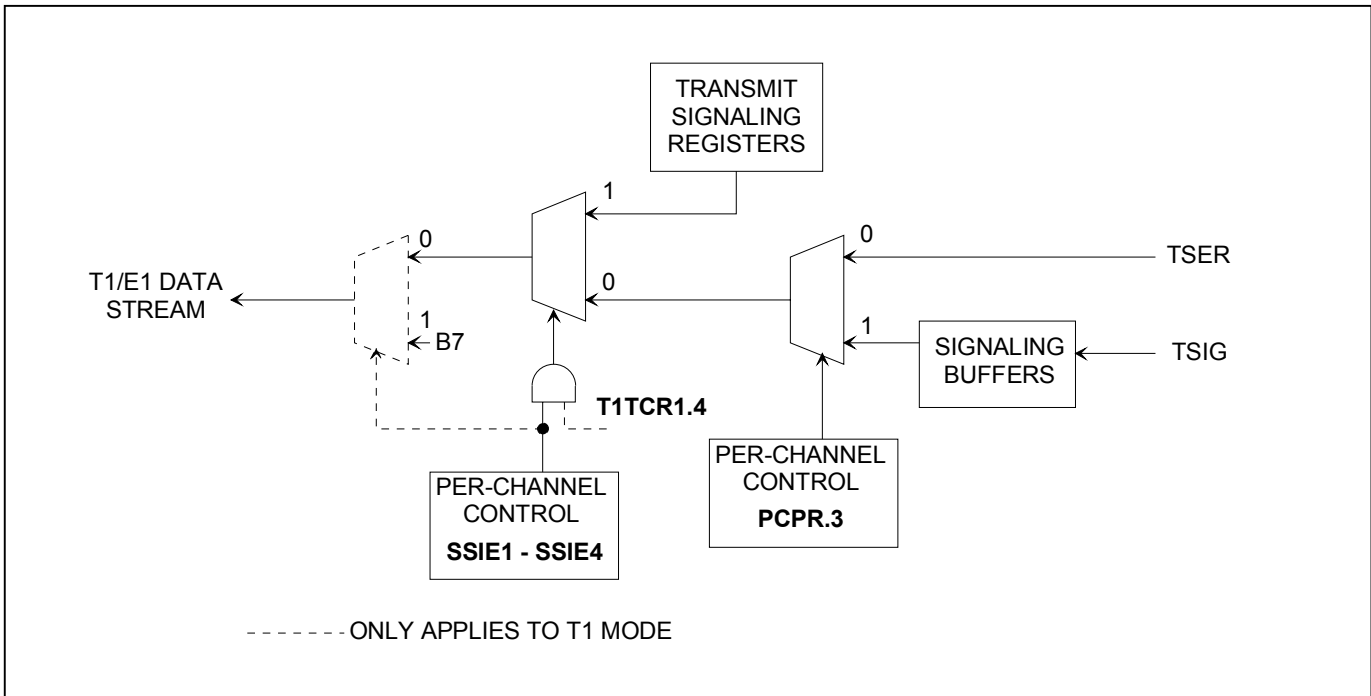 TRANSMIT
SIGNALING
REGISTERS
1
0
0
0
TSER
T1/E1 DATA
STREAM
1
B7
1
SIGNALING
BUFFERS
TSIG
T1TCR1.4
PER-CHANNEL
CONTROL
SSIE1 - SSIE4
PER-CHANNEL
CONTROL
PCPR.3
ONLY APPLIES TO T1 MODE